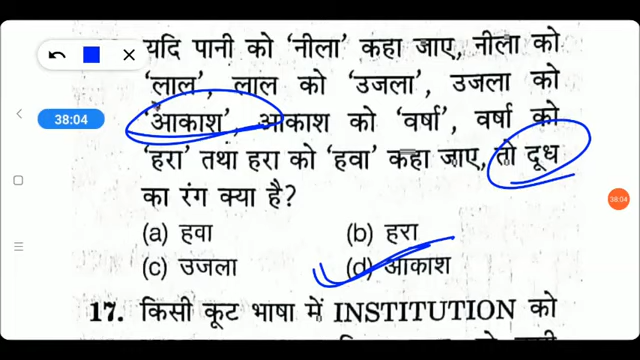 यदि पानी को 'नीला' कहा जाए, नीला को
38:04
'लाल', लाल को 'उजला', उजला को
'आकाश', आकाश को 'वर्षा', वर्षा को
'हरा' तथा हरा को 'हवा' कहा जाए, तो दूध
का रंग क्या है?
38:04
(a) हवा (b) हरा
(c) उजला (d) आकाश
17. किसी कूट भाषा में INSTITUTION को